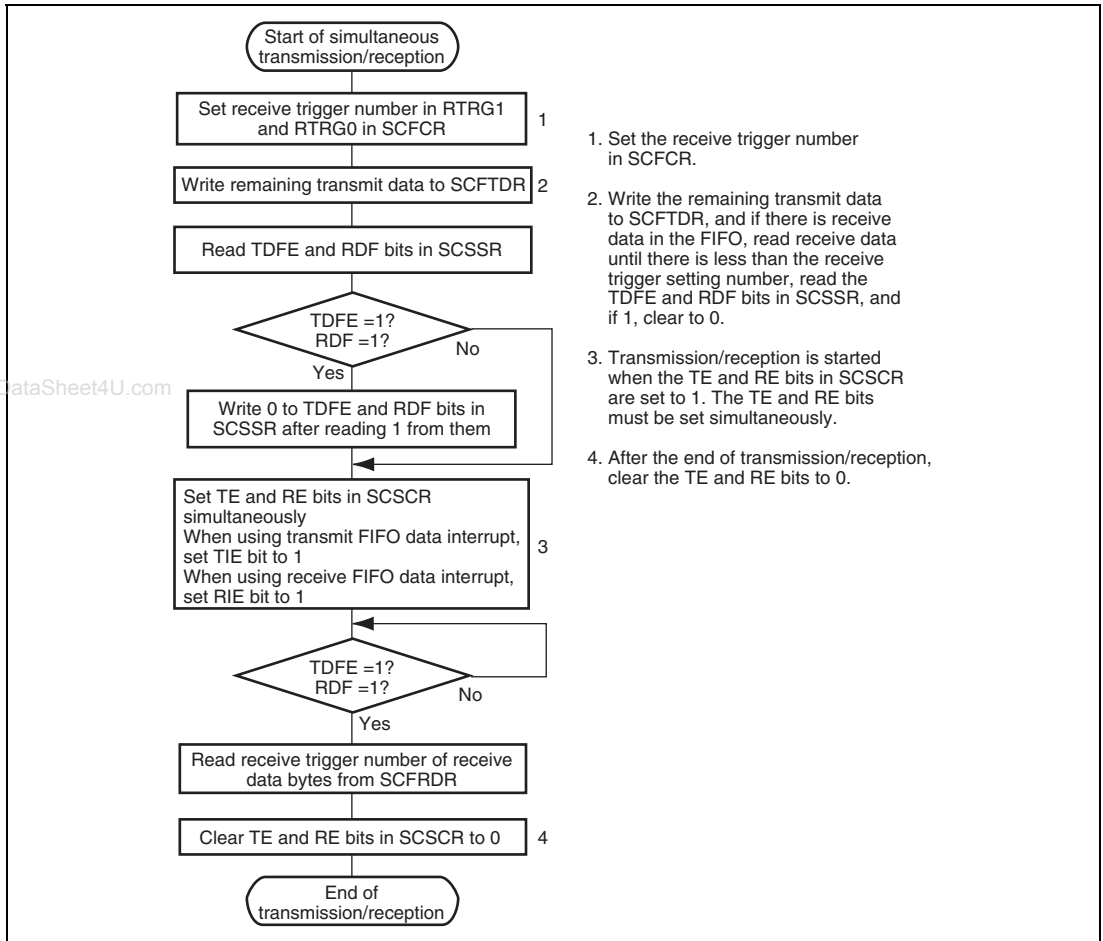 Start of simultaneous
transmission/reception
Set receive trigger number in RTRG1
and RTRG0 in SCFCR
1
Write remaining transmit data to SCFTDR
2
Read TDFE and RDF bits in SCSSR
TDFE =1?
RDF =1?
No
Yes
Write 0 to TDFE and RDF bits in
SCSSR after reading 1 from them
Set TE and RE bits in SCSCR
simultaneously
When using transmit FIFO data interrupt,
set TIE bit to 1
When using receive FIFO data interrupt,
set RIE bit to 1
3
TDFE =1?
RDF =1?
No
Yes
Read receive trigger number of receive
data bytes from SCFRDR
Clear TE and RE bits in SCSCR to 0
4
End of
transmission/reception
1. Set the receive trigger number
in SCFCR.
2. Write the remaining transmit data
to SCFTDR, and if there is receive
data in the FIFO, read receive data
until there is less than the receive
trigger setting number, read the
TDFE and RDF bits in SCSSR, and
if 1, clear to 0.
3. Transmission/reception is started
when the TE and RE bits in SCSCR
are set to 1. The TE and RE bits
must be set simultaneously.
4. After the end of transmission/reception,
clear the TE and RE bits to 0.
DataSheet4U.com